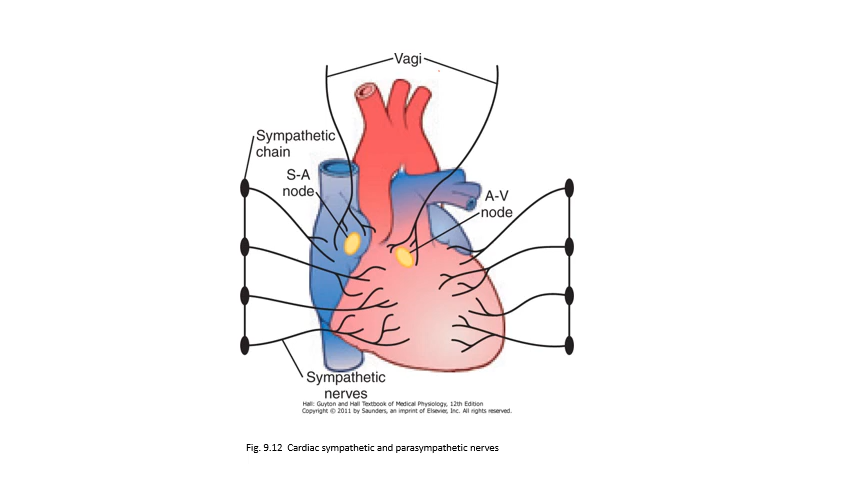 Vagi
Sympathetic
chain
S-A
node
A-V
node
Sympathetic
nerves
Hall: Guyton and Hall Textbook of Medical Physiology, 12th Edition
Copyright © 2011 by Saunders, an imprint of Elsevier, Inc. All rights reserved.
Fig. 9.12 Cardiac sympathetic and parasympathetic nerves